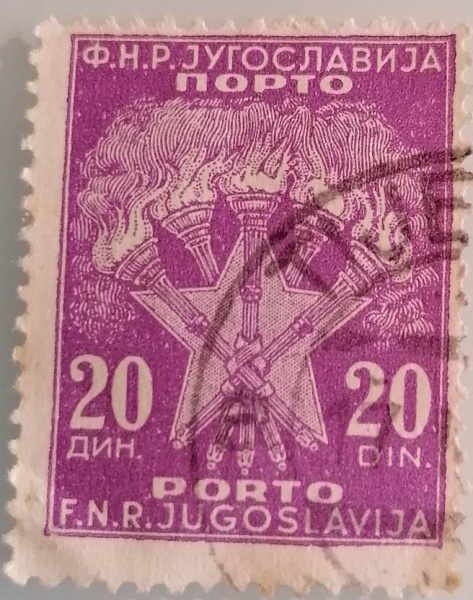 Ф.Н.Р.ЈУГОСЛАВИЈА
ПОРТО
20 20
ДИН. DIN.
PORTO
F.N.R.JUGOSLAVIJA